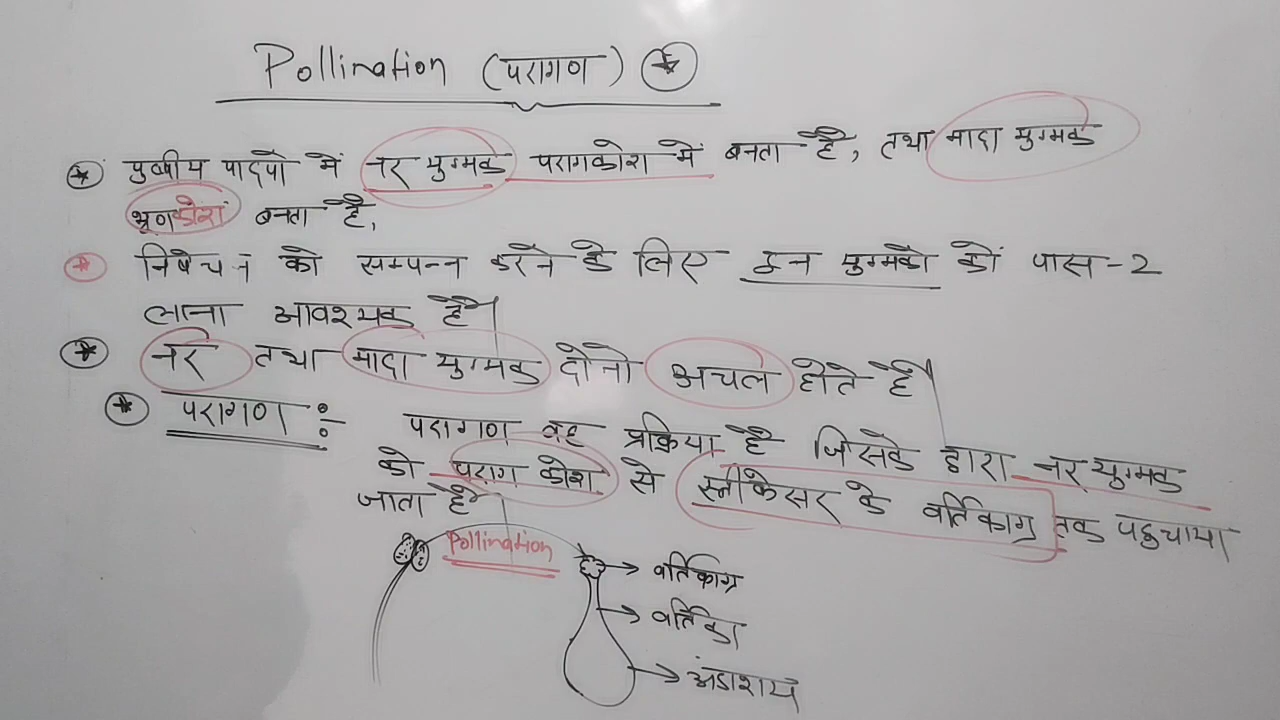 Pollination (परागण)
पुष्पीय पादपो में नर युग्मक परागकोश में बनता है, तथा मादा युग्मक
भ्रूणकोश बनता है,
निषेचन को सम्पन्न करने के लिए इन युग्मको को पास-2
लाना आवश्यक है।
नर तथा मादा युग्मक दोनो अचल होते है।
परागण : परागण वह प्रक्रिया है जिसके द्वारा नर युग्मक
को पराग कोश से स्त्रीकेसर के वर्तिकाग्र तक पहुचाया
जाता है।
Pollination
वर्तिकाग्र
वर्तिका
अंडाशय